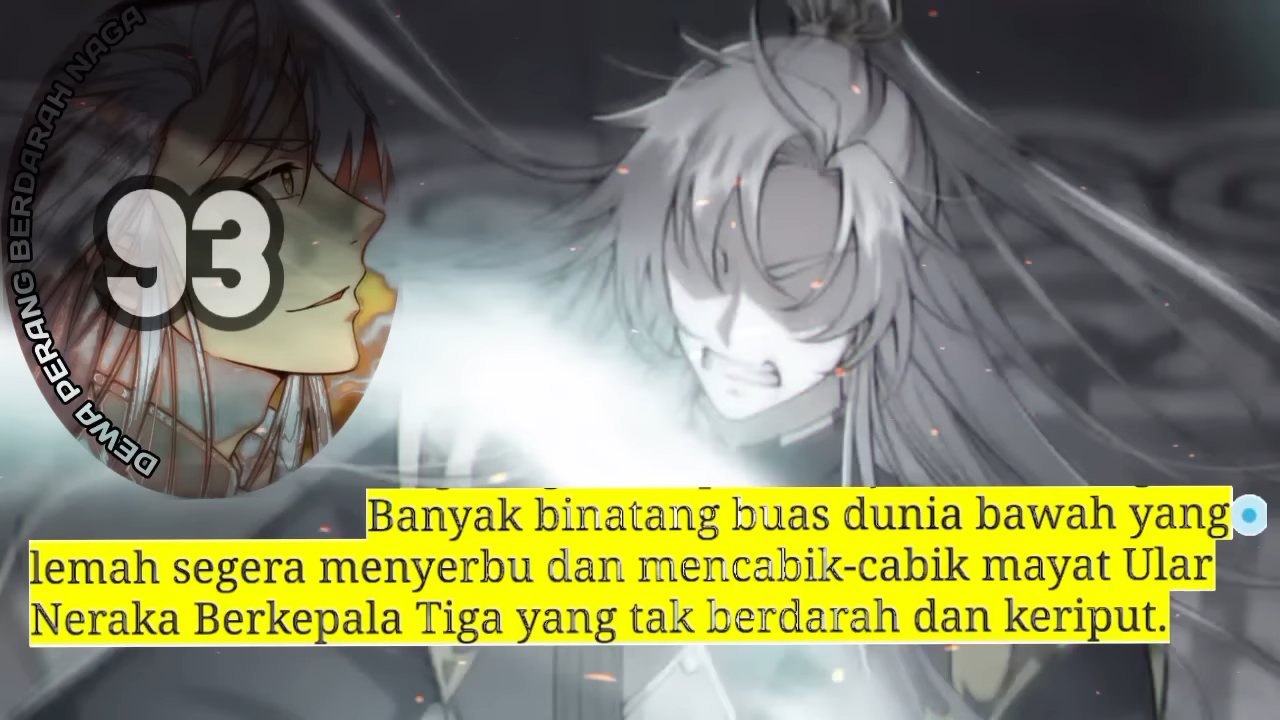 DEWA PERANG BERDARAH NAGA
93
Banyak binatang buas dunia bawah yang
lemah segera menyerbu dan mencabik-cabik mayat Ular
Neraka Berkepala Tiga yang tak berdarah dan keriput.